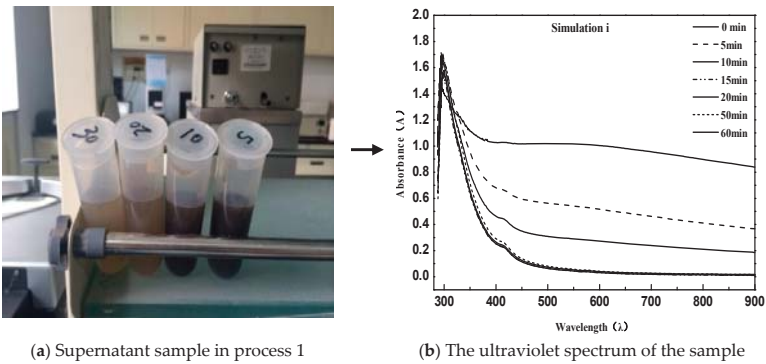 30
20
10
5
2.0
1.8
1.6
1.4
1.2
1.0
0.8
0.6
0.4
0.2
0.0
Absorbance (A)
Simulation i
0 min
5min
10min
15min
20min
50min
60min
300 400 500 600 700 800 900
Wavelength (λ)
(a) Supernatant sample in process 1
(b) The ultraviolet spectrum of the sample